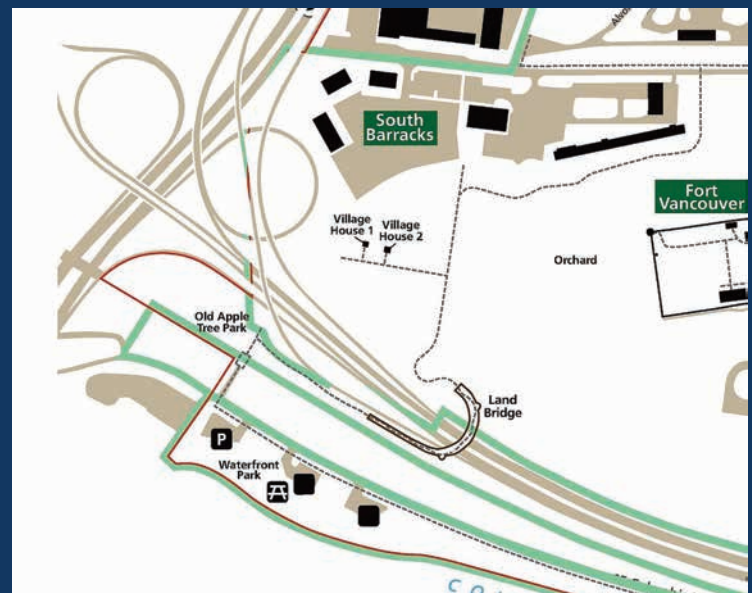 South
Barracks
Fort
Vancouver
Village
House 1
Village
House 2
Orchard
Old Apple
Tree Park
Land
Bridge
P
Waterfront
Park